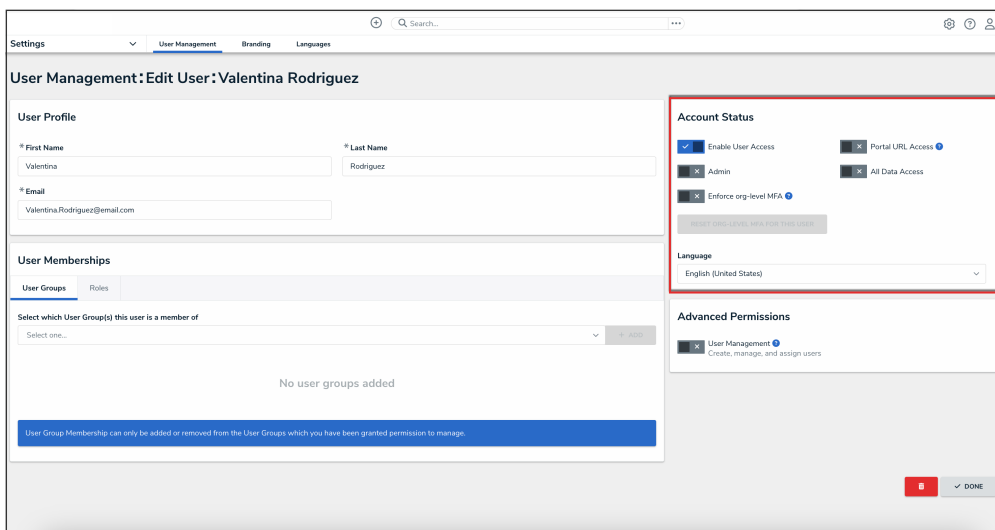 Search...
Settings User Management Branding Languages
User Management: Edit User: Valentina Rodriguez
User Profile
* First Name * Last Name
Valentina Rodriguez
* Email
Valentina.Rodriguez@email.com
User Memberships
User Groups Roles
Select which User Group(s) this user is a member of
Select one... + ADD
No user groups added
User Group Membership can only be added or removed from the User Groups which you have been granted permission to manage.
Account Status
Enable User Access Portal URL Access ?
Admin All Data Access
Enforce org-level MFA ?
RESET ORG-LEVEL MFA FOR THIS USER
Language
English (United States)
Advanced Permissions
User Management ?
Create, manage, and assign users
DONE